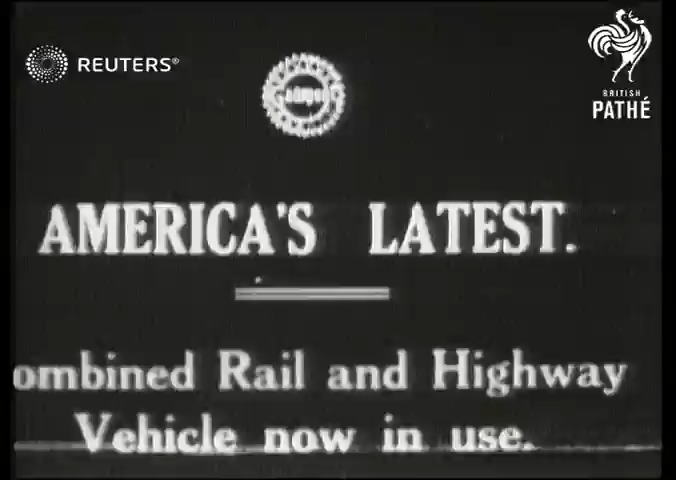 REUTERS®
BRITISH
PATHÉ
AMERICA'S LATEST.
ombined Rail and Highway
Vehicle now in use.